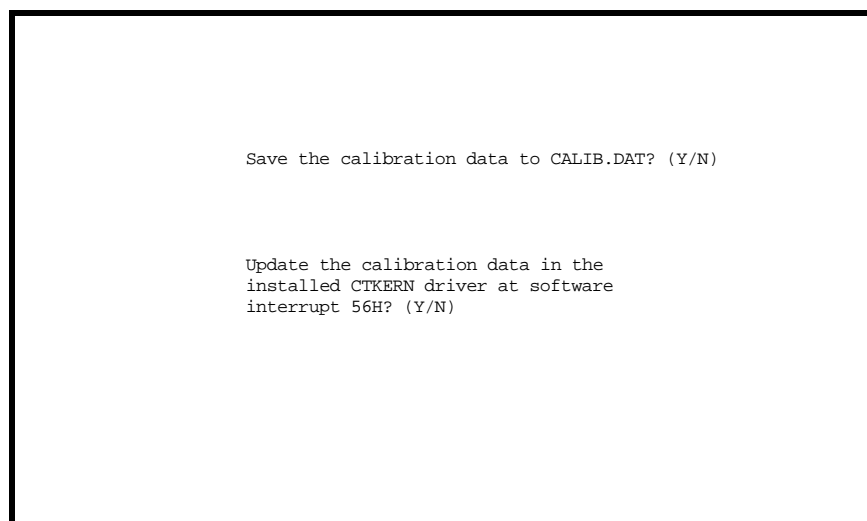 Save the calibration data to CALIB.DAT? (Y/N)
Update the calibration data in the
installed CTKERN driver at software
interrupt 56H? (Y/N)